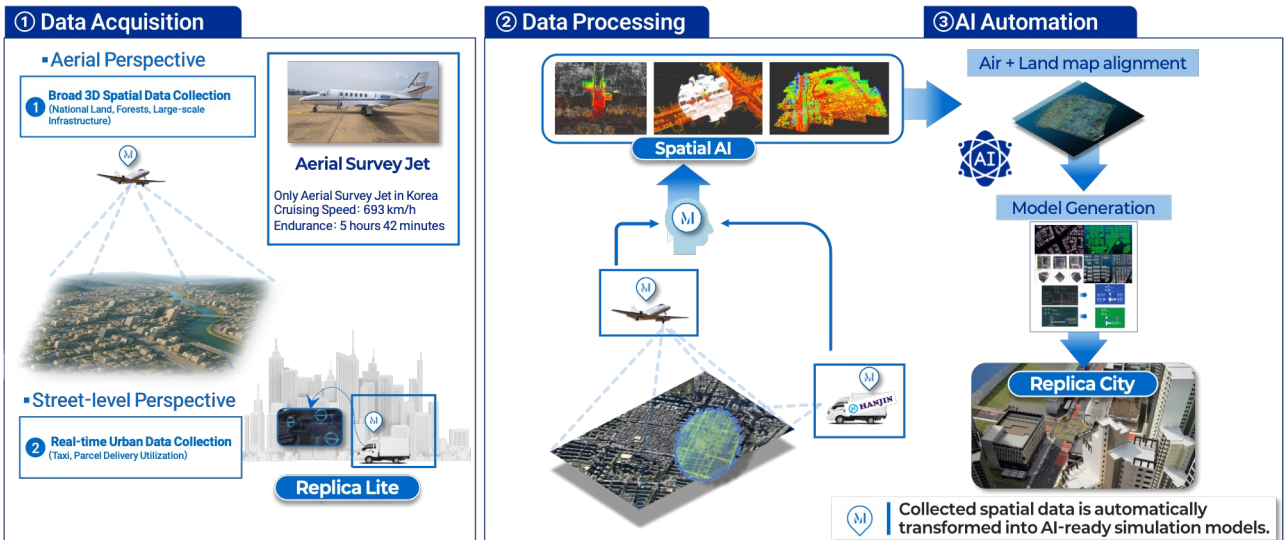 ① Data Acquisition
▪Aerial Perspective
1 Broad 3D Spatial Data Collection
(National Land, Forests, Large-scale
Infrastructure)
Aerial Survey Jet
Only Aerial Survey Jet in Korea
Cruising Speed: 693 km/h
Endurance: 5 hours 42 minutes
▪Street-level Perspective
2 Real-time Urban Data Collection
(Taxi, Parcel Delivery Utilization)
Replica Lite
② Data Processing
Spatial AI
HANJIN
③AI Automation
Air + Land map alignment
AI
Model Generation
Replica City
Collected spatial data is automatically
transformed into AI-ready simulation models.